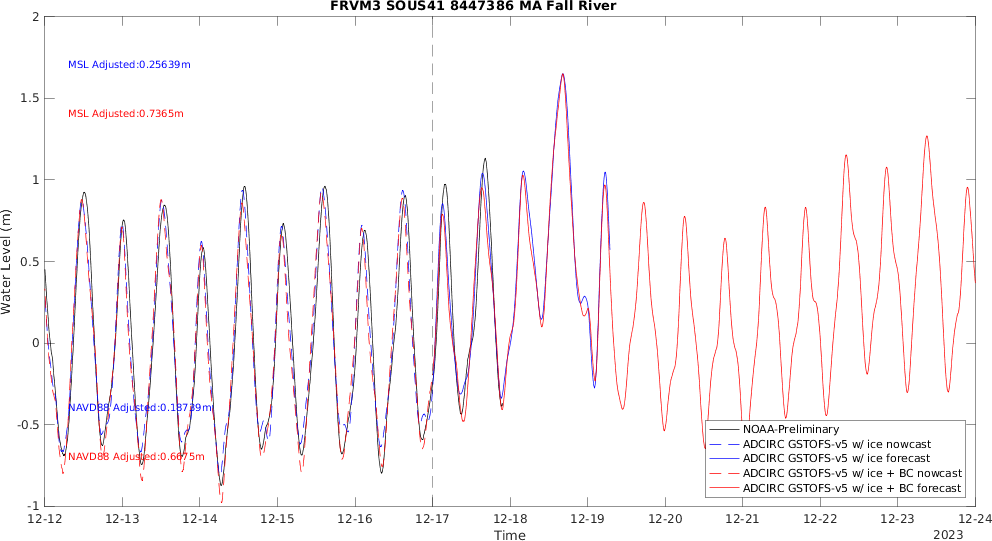 FRVM3 SOUS41 8447386 MA Fall River
2
1.5
1
0.5
0
-0.5
-1
Water Level (m)
MSL Adjusted:0.25639m
MSL Adjusted:0.7365m
NAVD88 Adjusted:0.18739m
NAVD88 Adjusted:0.6675m
NOAA-Preliminary
ADCIRC GSTOFS-v5 w/ ice nowcast
ADCIRC GSTOFS-v5 w/ ice forecast
ADCIRC GSTOFS-v5 w/ ice + BC nowcast
ADCIRC GSTOFS-v5 w/ ice + BC forecast
12-12 12-13 12-14 12-15 12-16 12-17 12-18 12-19 12-20 12-21 12-22 12-23 12-24
Time
2023